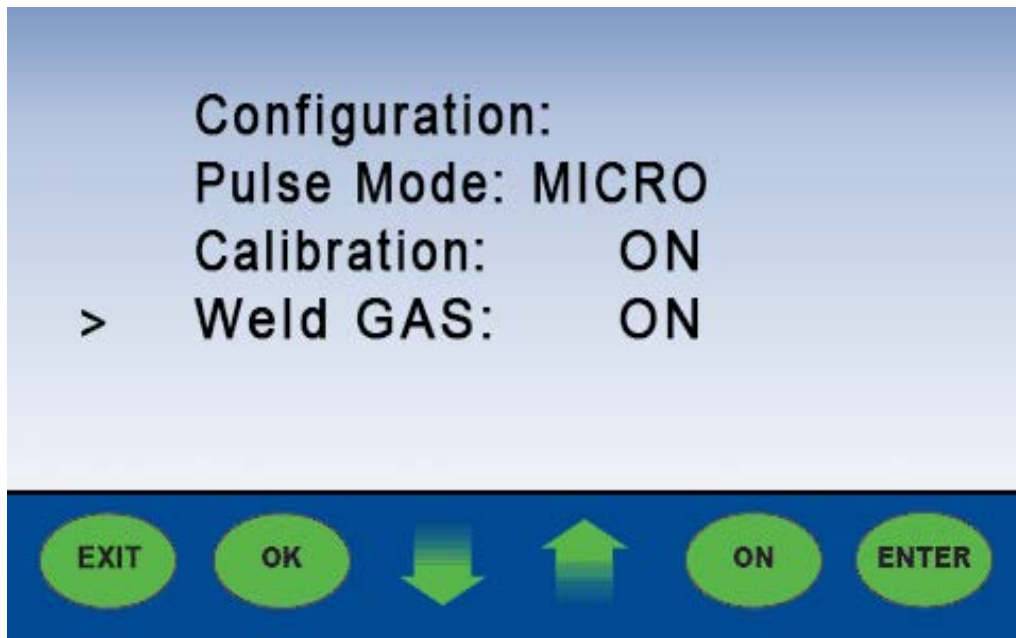 Configuration:
Pulse Mode: MICRO
Calibration: ON
> Weld GAS: ON
EXIT OK ON ENTER